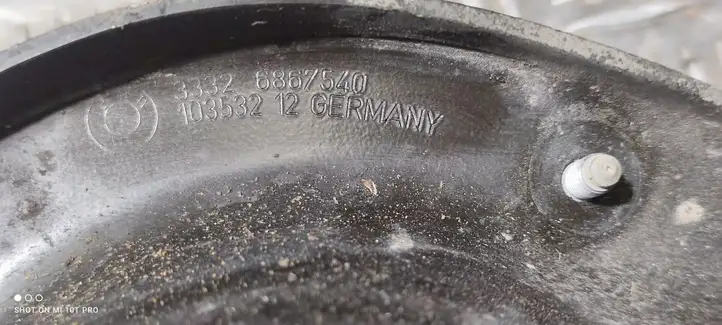 3332 6867540
103532 12 GERMANY
SHOT ON MI 10T PRO